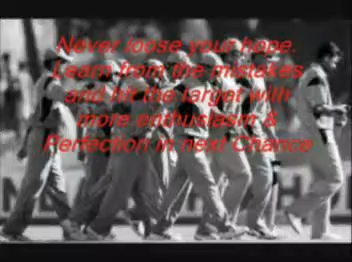 Never loose your hope.
Learn from the mistakes
and hit the target with
more enthusiasm &
Perfection in next Chance